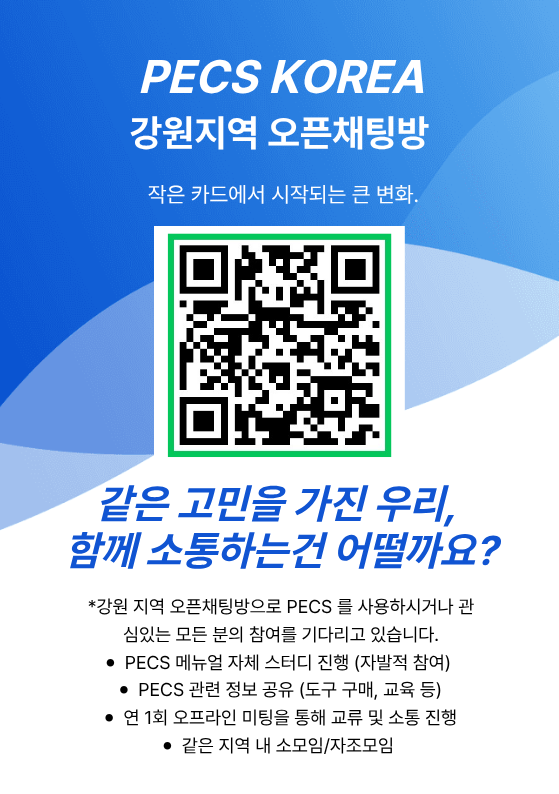 PECS KOREA
강원지역 오픈채팅방
작은 카드에서 시작되는 큰 변화.
같은 고민을 가진 우리,
함께 소통하는건 어떨까요?
*강원 지역 오픈채팅방으로 PECS 를 사용하시거나 관
심있는 모든 분의 참여를 기다리고 있습니다.
• PECS 메뉴얼 자체 스터디 진행 (자발적 참여)
• PECS 관련 정보 공유 (도구 구매, 교육 등)
• 연 1회 오프라인 미팅을 통해 교류 및 소통 진행
• 같은 지역 내 소모임/자조모임